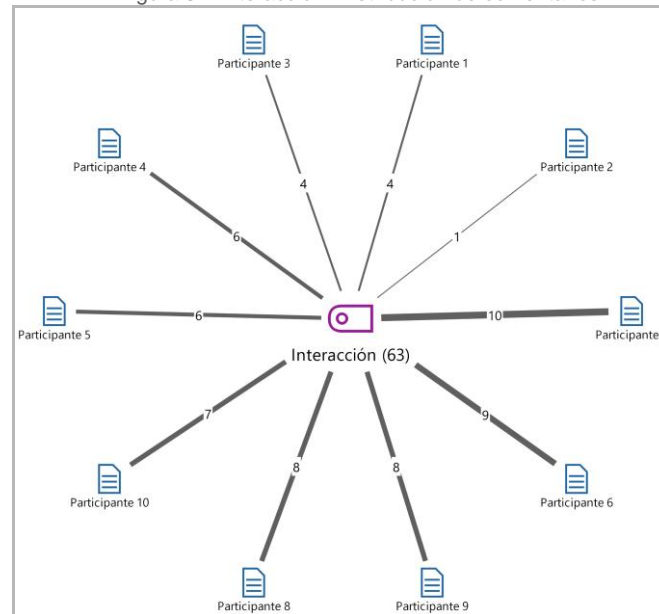 Participante 3
Participante 1
Participante 4
Participante 2
4
4
6
1
Participante 5
6
10
Participante
Interacción (63)
7
9
8
8
Participante 10
Participante 6
Participante 8
Participante 9